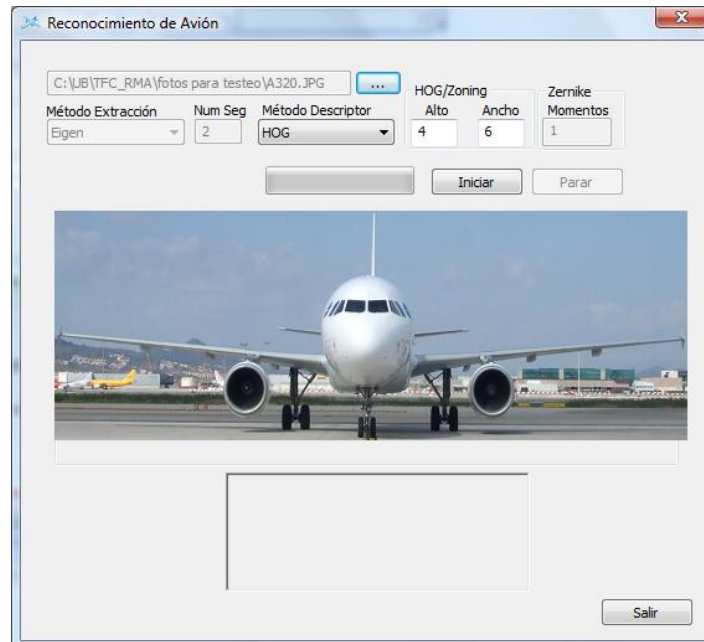 Reconocimiento de Avión
C:\UB\TFC_RMA\fotos para testeo\A320.JPG ...
HOG/Zoning Zernike
Método Extracción Num Seg Método Descriptor Alto Ancho Momentos
Eigen 2 HOG 4 6 1
Iniciar Parar
Salir